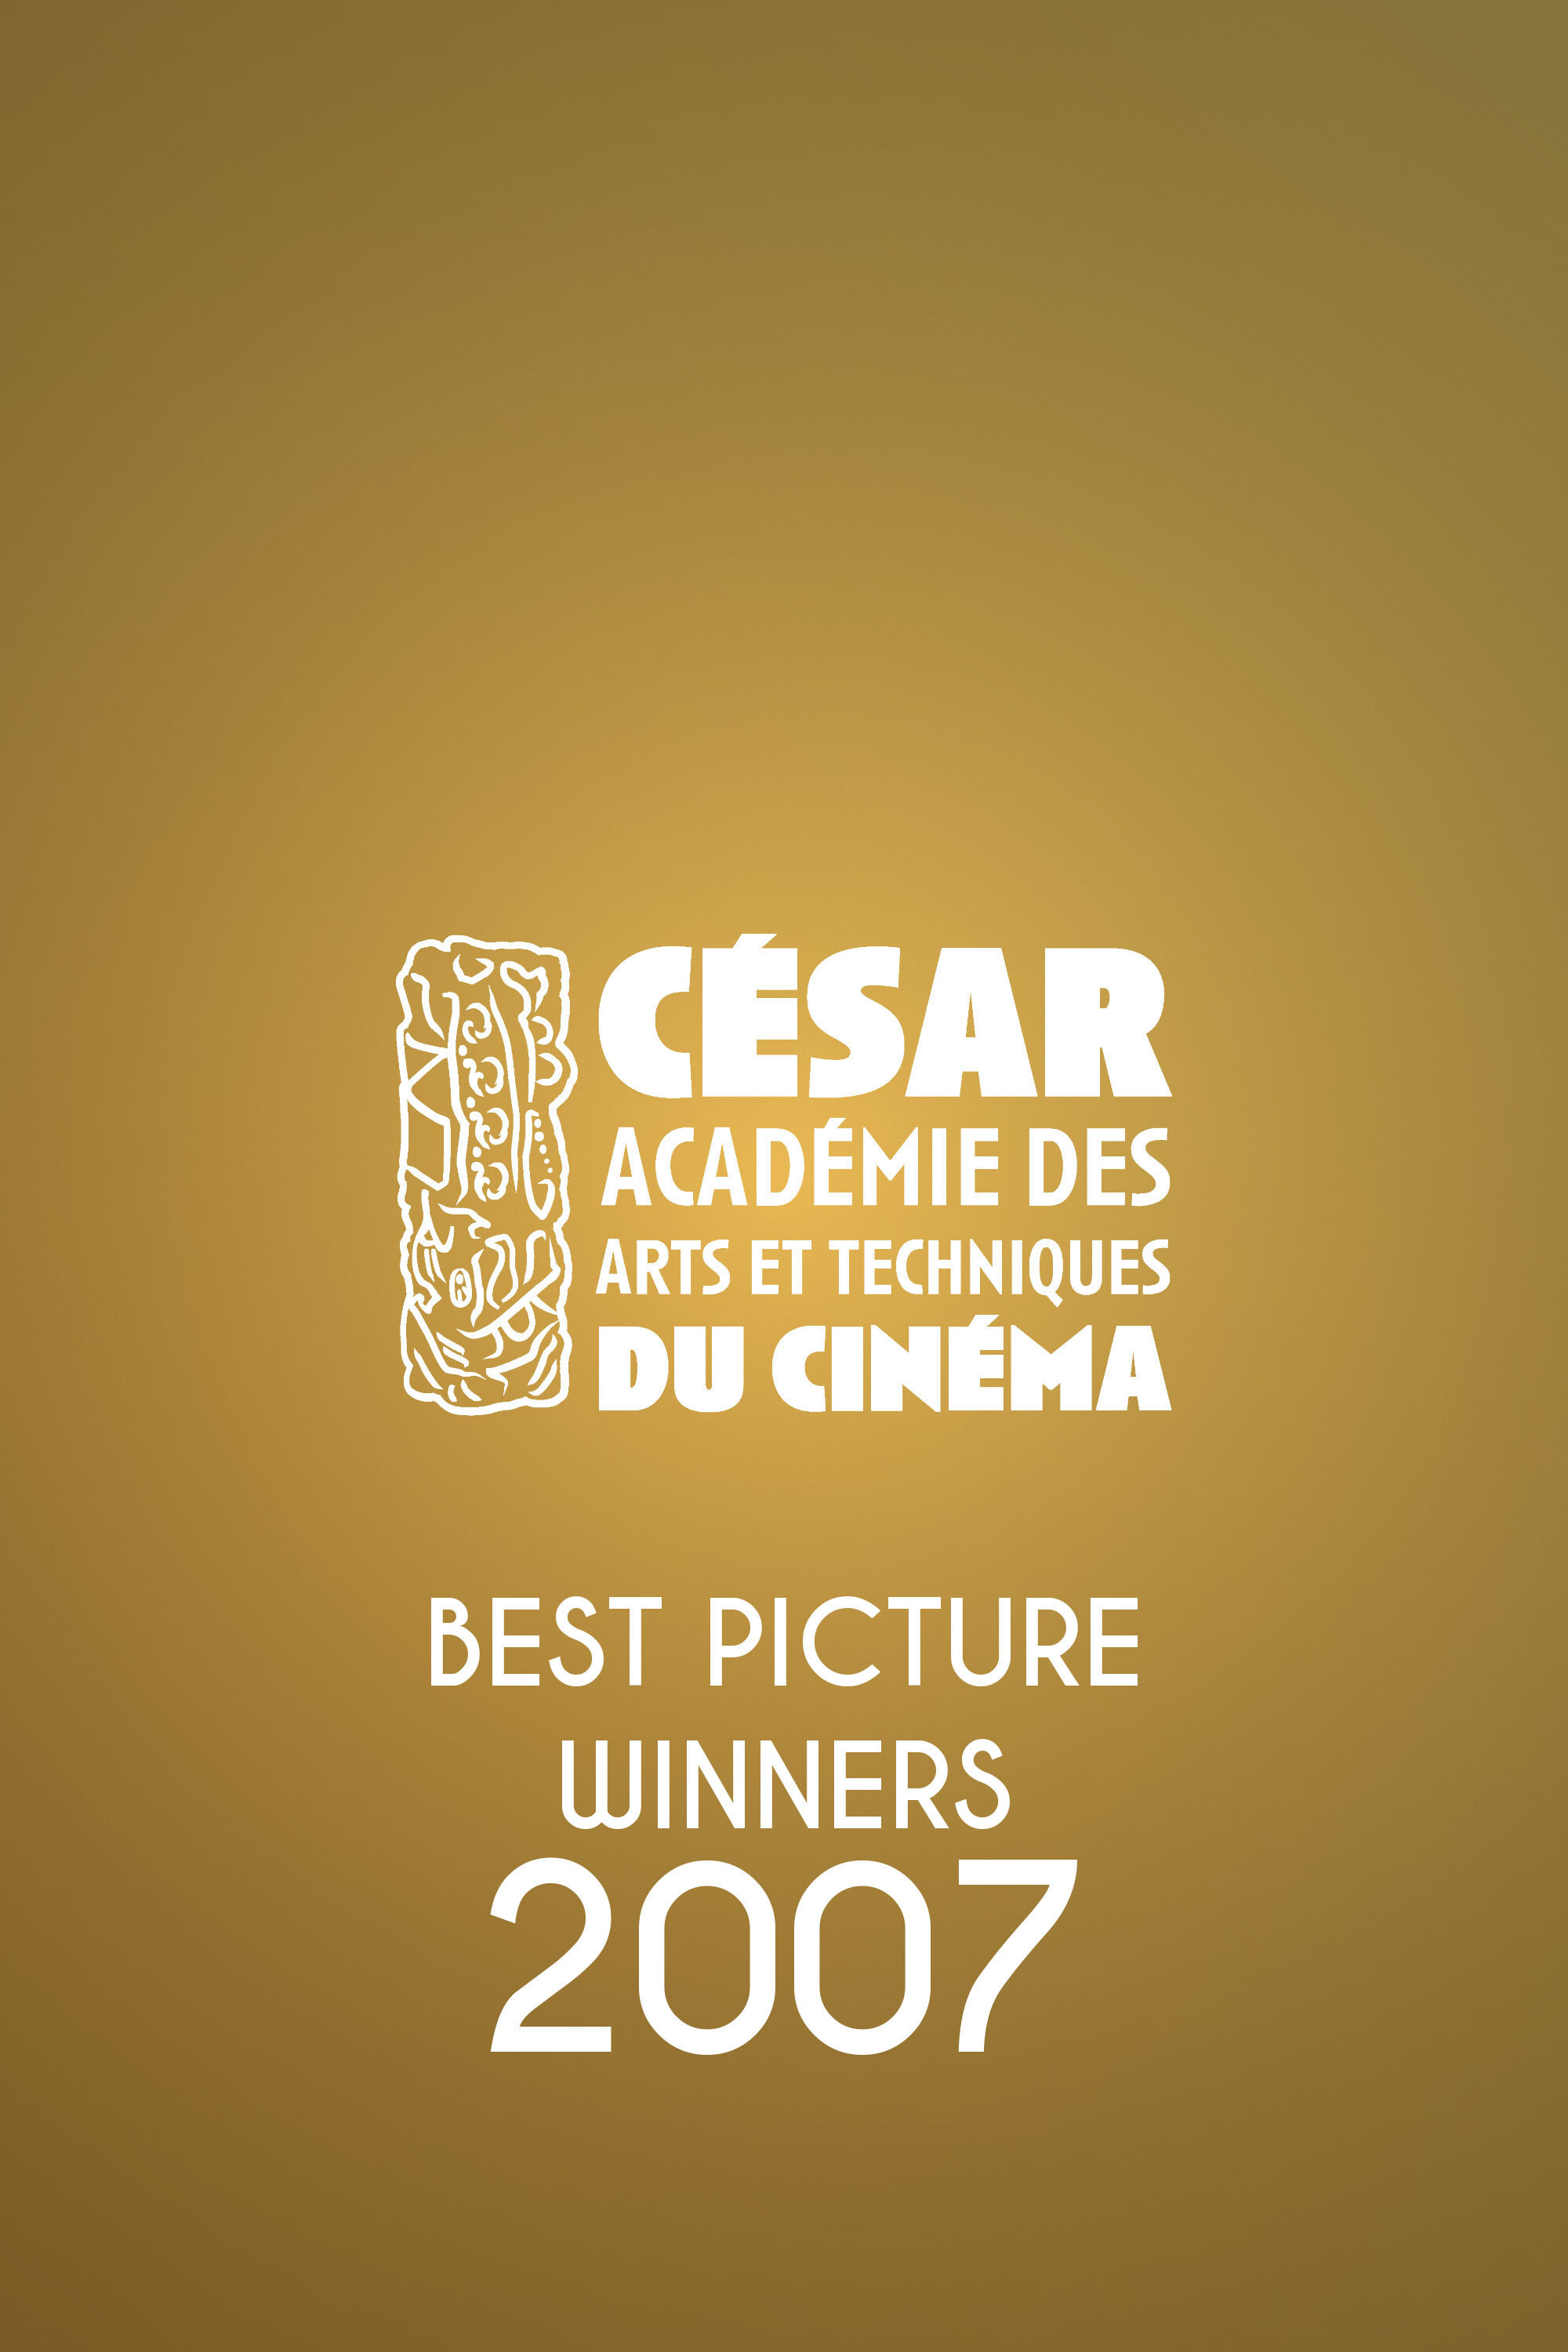 CÉSAR
ACADÉMIE DES
ARTS ET TECHNIQUES
DU CINÉMA
BEST PICTURE
WINNERS
2007